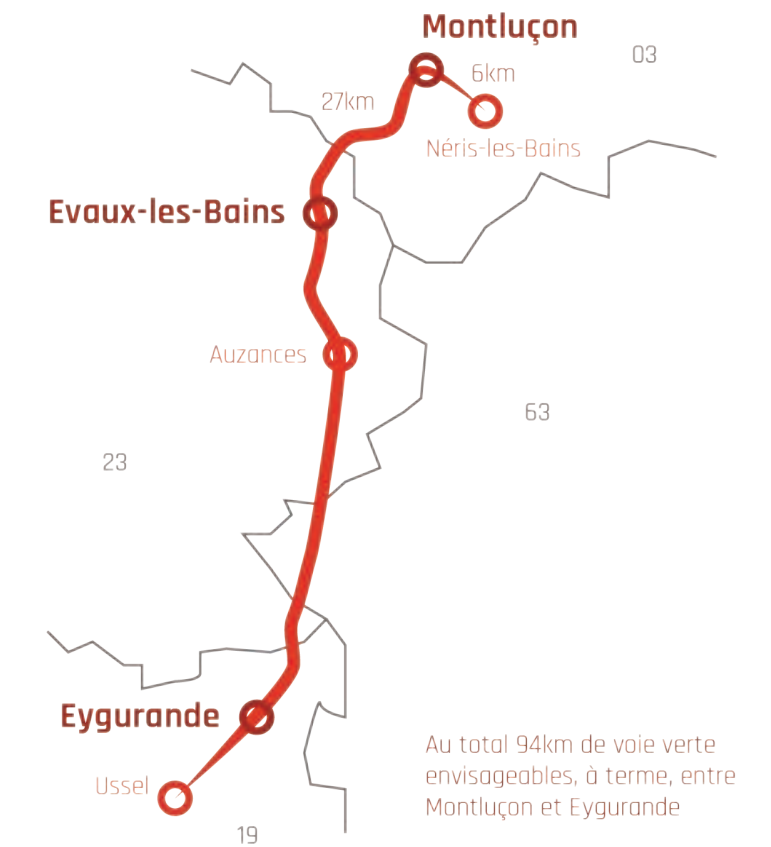 Montluçon
03
6km
27km
Néris-les-Bains
Evaux-les-Bains
Auzances
63
23
Eygurande
Au total 94km de voie verte
envisageables, à terme, entre
Montluçon et Eygurande
Ussel
19